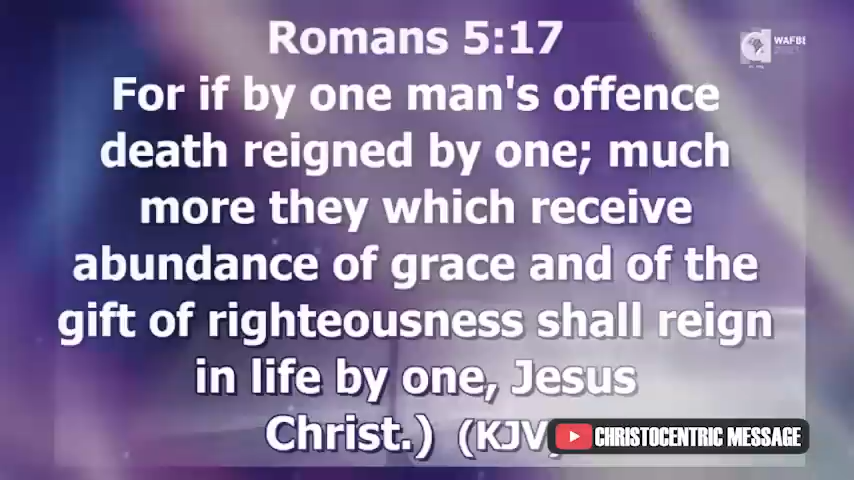 Romans 5:17
WAFBE
For if by one man's offence
death reigned by one; much
more they which receive
abundance of grace and of the
gift of righteousness shall reign
in life by one, Jesus
Christ.) (KJV)
CHRISTOCENTRIC MESSAGE